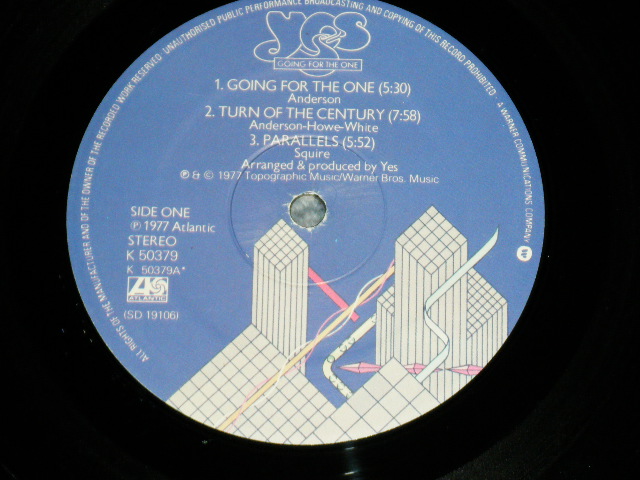 ALL RIGHTS OF THE MANUFACTURER AND OF THE OWNER OF THE RECORDED WORK RESERVED. UNAUTHORISED PUBLIC PERFORMANCE BROADCASTING AND COPYING OF THIS RECORD PROHIBITED. A WARNER COMMUNICATIONS COMPANY
yes
GOING FOR THE ONE
1. GOING FOR THE ONE (5:30)
Anderson
2. TURN OF THE CENTURY (7:58)
Anderson-Howe-White
3. PARALLELS (5:52)
Squire
Arranged & produced by Yes
℗ & © 1977 Topographic Music/Warner Bros. Music
SIDE ONE
℗ 1977 Atlantic
STEREO
K 50379
K 50379A*
ATLANTIC
(SD 19106)